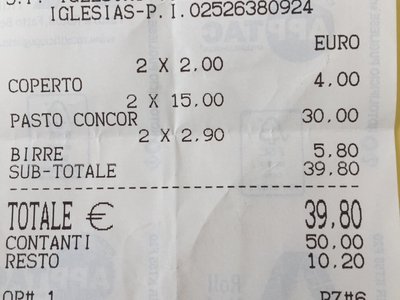 IGLESIAS-P.I.02526380924
EURO
2 X 2,00
COPERTO 4,00
2 X 15,00
PASTO CONCOR 30,00
2 X 2,90
BIRRE 5,80
SUB-TOTALE 39,80
TOTALE € 39,80
CONTANTI 50,00
RESTO 10,20